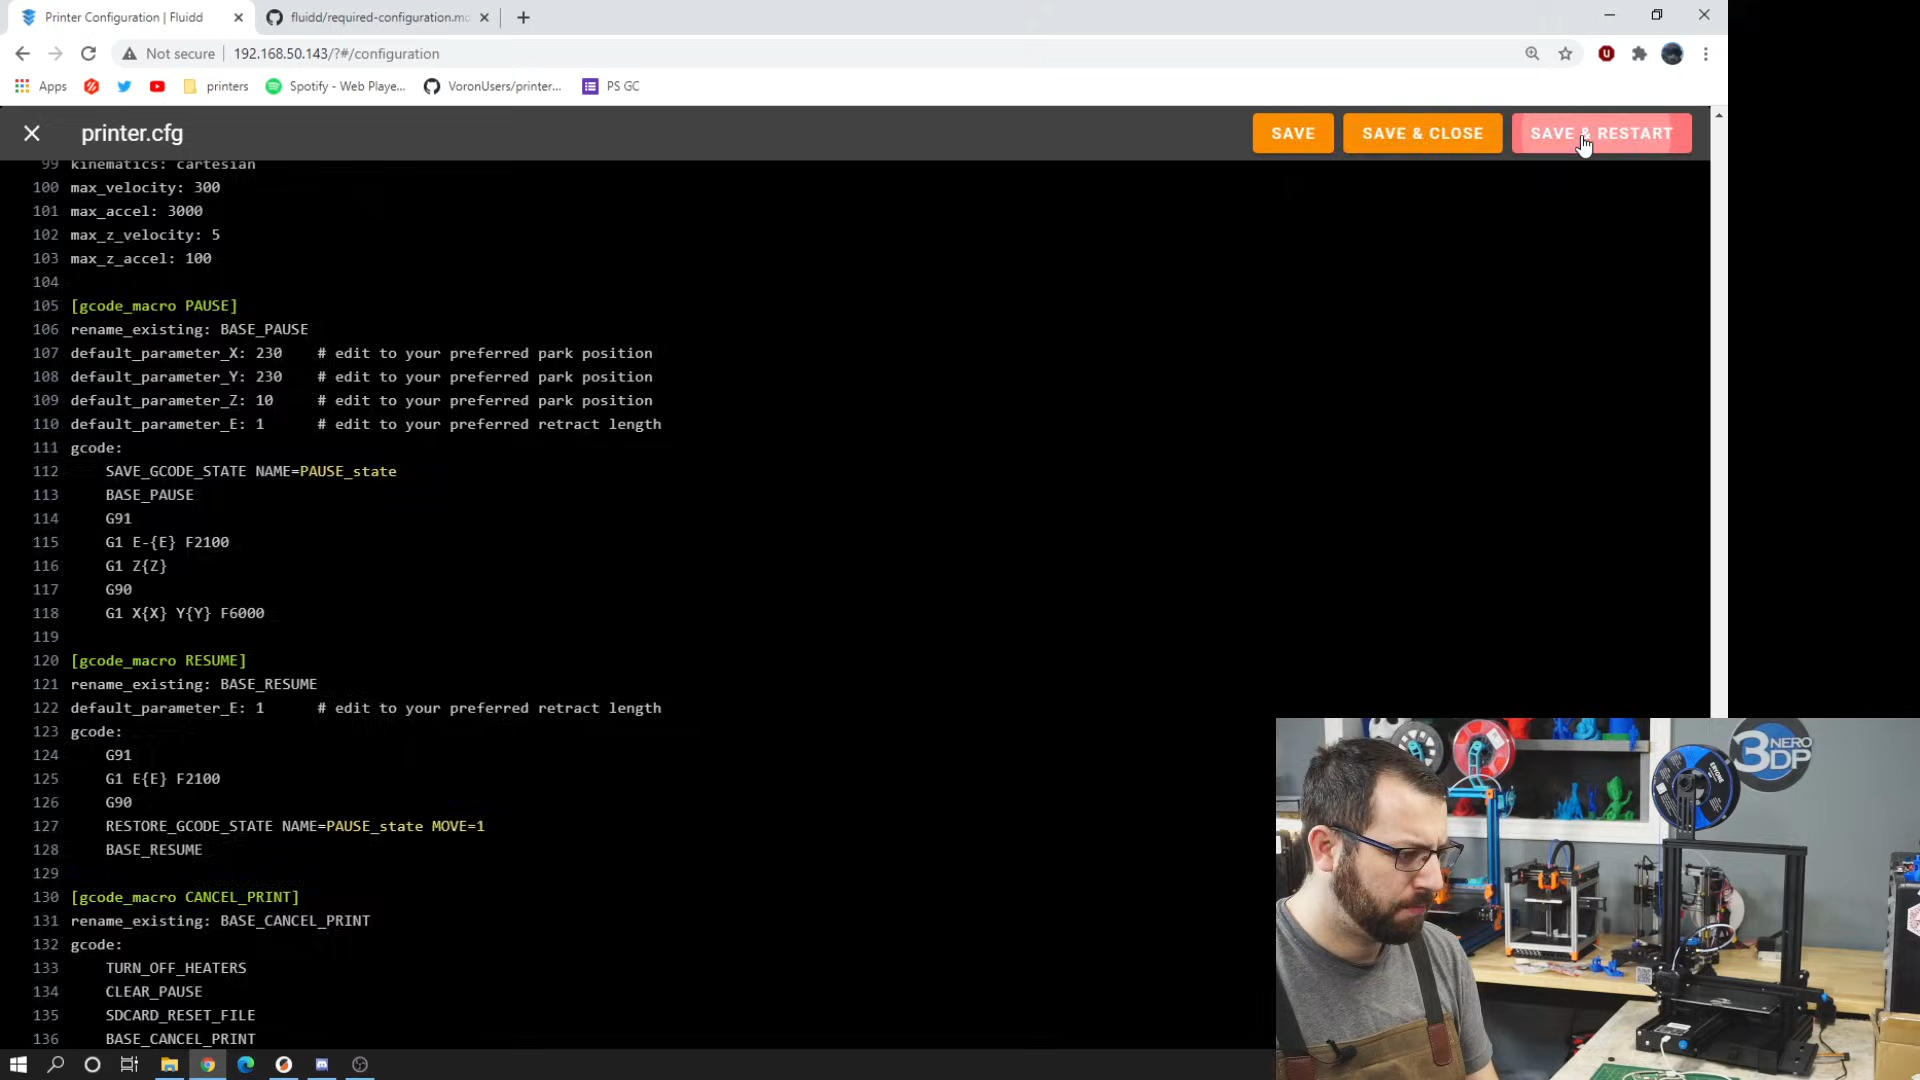 Printer Configuration | Fluidd
fluidd/required-configuration.md
Not secure
192.168.50.143/?#/configuration
Apps
printers
Spotify - Web Playe...
VoronUsers/printer...
PS GC
printer.cfg
SAVE
SAVE & CLOSE
SAVE & RESTART
99 kinematics: cartesian
100 max_velocity: 300
101 max_accel: 3000
102 max_z_velocity: 5
103 max_z_accel: 100
104
105 [gcode_macro PAUSE]
106 rename_existing: BASE_PAUSE
107 default_parameter_X: 230 # edit to your preferred park position
108 default_parameter_Y: 230 # edit to your preferred park position
109 default_parameter_Z: 10 # edit to your preferred park position
110 default_parameter_E: 1 # edit to your preferred retract length
111 gcode:
112 SAVE_GCODE_STATE NAME=PAUSE_state
113 BASE_PAUSE
114 G91
115 G1 E-{E} F2100
116 G1 Z{Z}
117 G90
118 G1 X{X} Y{Y} F6000
119
120 [gcode_macro RESUME]
121 rename_existing: BASE_RESUME
122 default_parameter_E: 1 # edit to your preferred retract length
123 gcode:
124 G91
125 G1 E{E} F2100
126 G90
127 RESTORE_GCODE_STATE NAME=PAUSE_state MOVE=1
128 BASE_RESUME
129
130 [gcode_macro CANCEL_PRINT]
131 rename_existing: BASE_CANCEL_PRINT
132 gcode:
133 TURN_OFF_HEATERS
134 CLEAR_PAUSE
135 SDCARD_RESET_FILE
136 BASE_CANCEL_PRINT
NERO
3DP
ERYONE